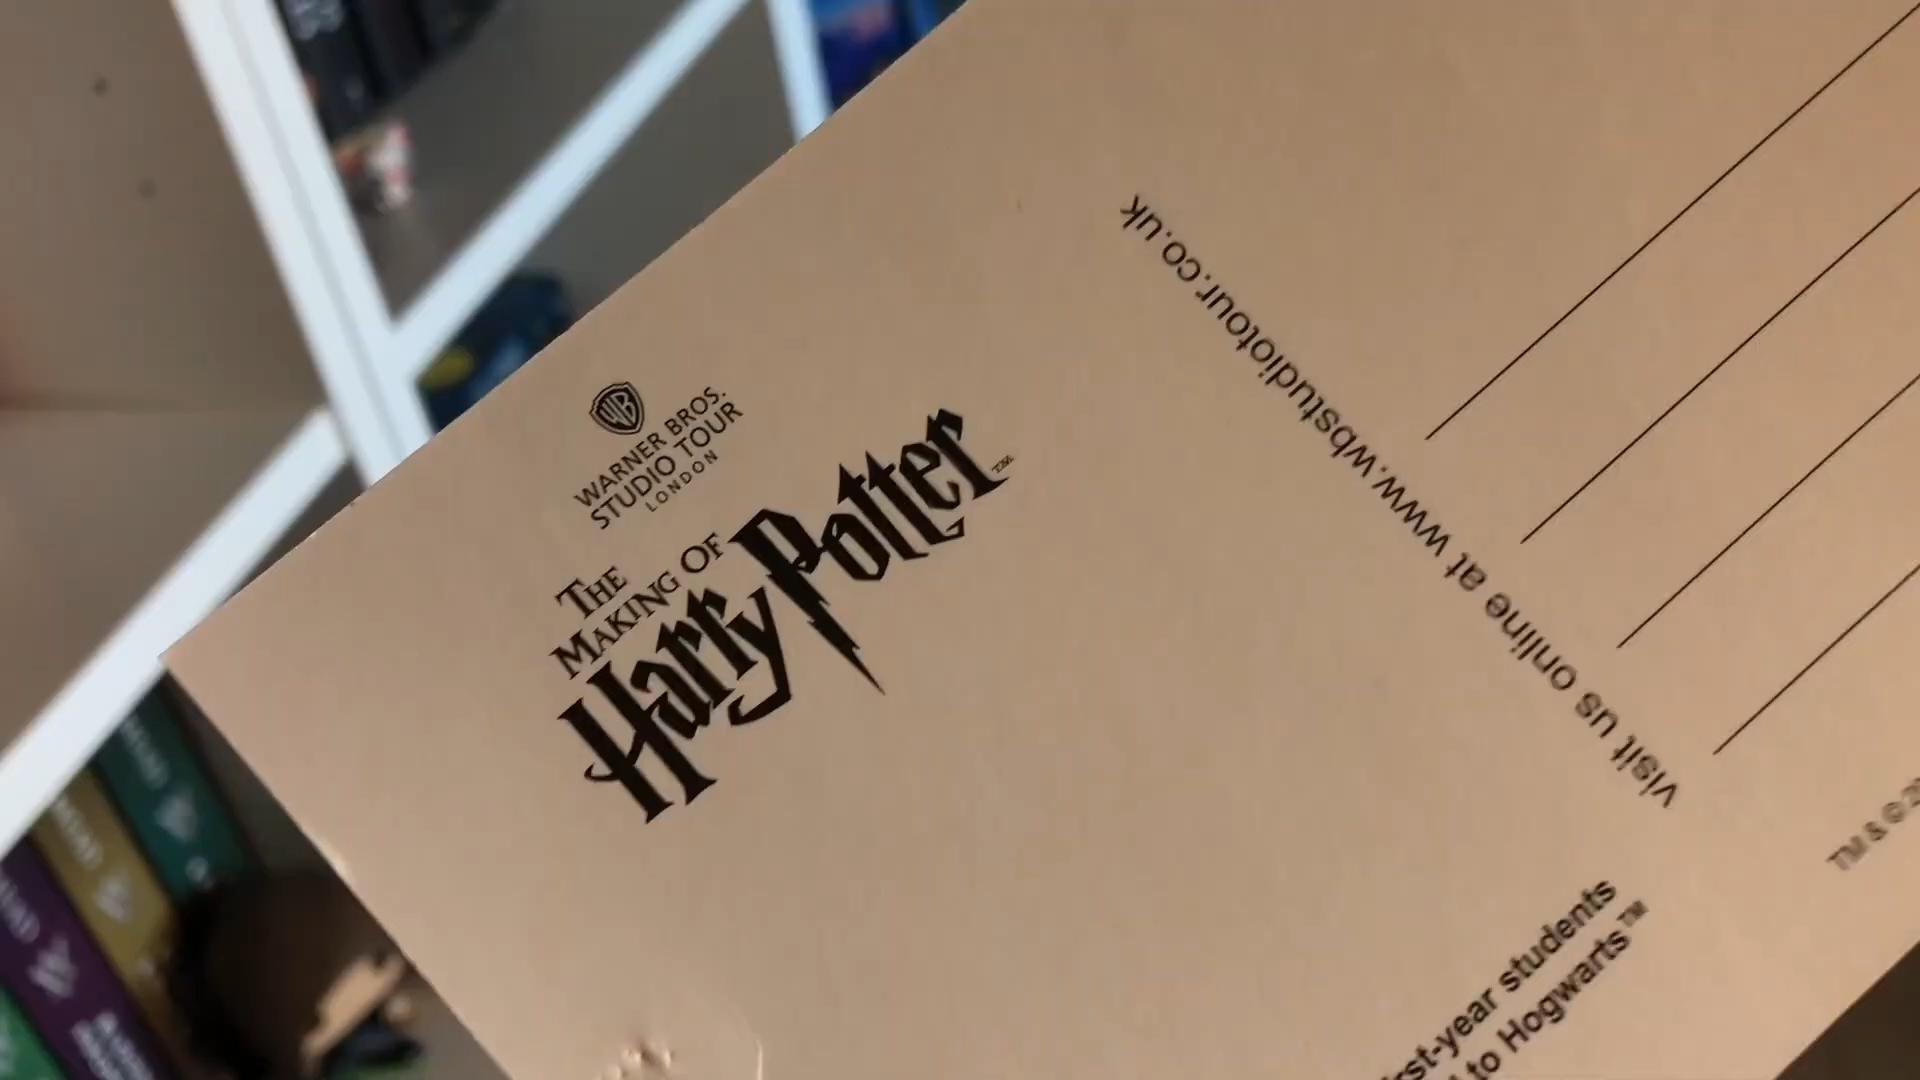 WARNER BROS.
STUDIO TOUR
LONDON
THE
MAKING OF
Harry Potter™
visit us online at www.wbstudiotour.co.uk
TM & ©
students
to Hogwarts™